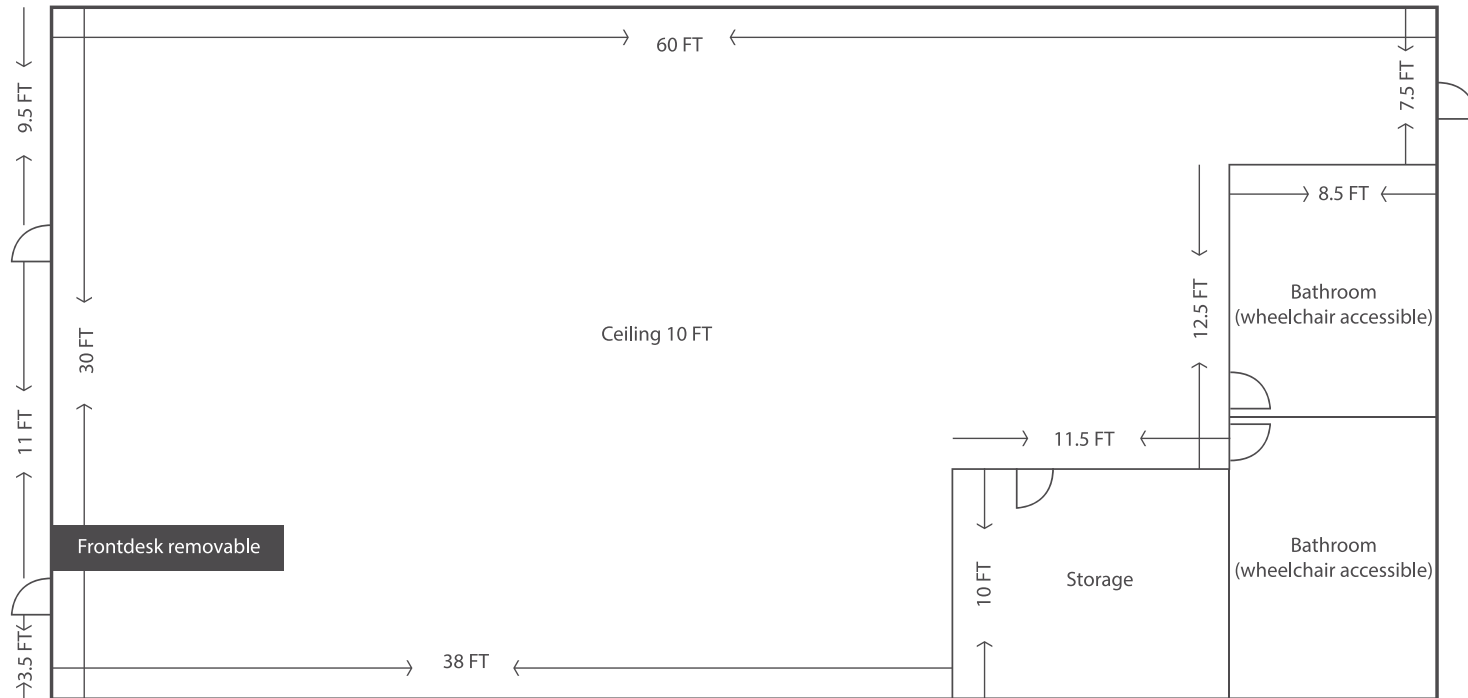 60 FT
9.5 FT
7.5 FT
8.5 FT
12.5 FT
Bathroom
(wheelchair accessible)
Ceiling 10 FT
30 FT
11 FT
11.5 FT
Frontdesk removable
Bathroom
(wheelchair accessible)
10 FT
Storage
3.5 FT
38 FT